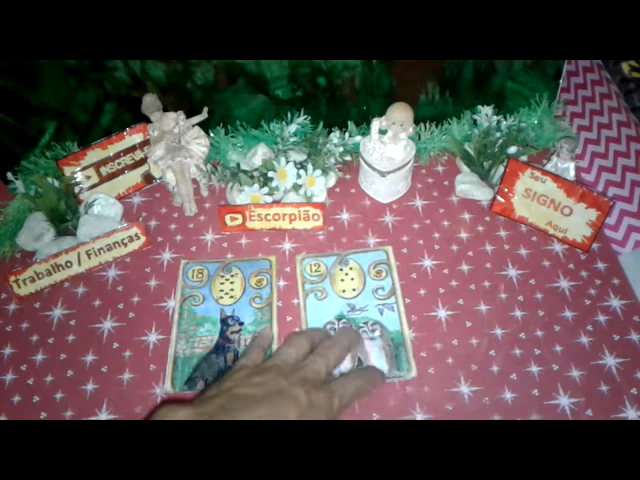 INSCREVA
Escorpião
Trabalho / Finanças
Seu
SIGNO
Aqui
18
12